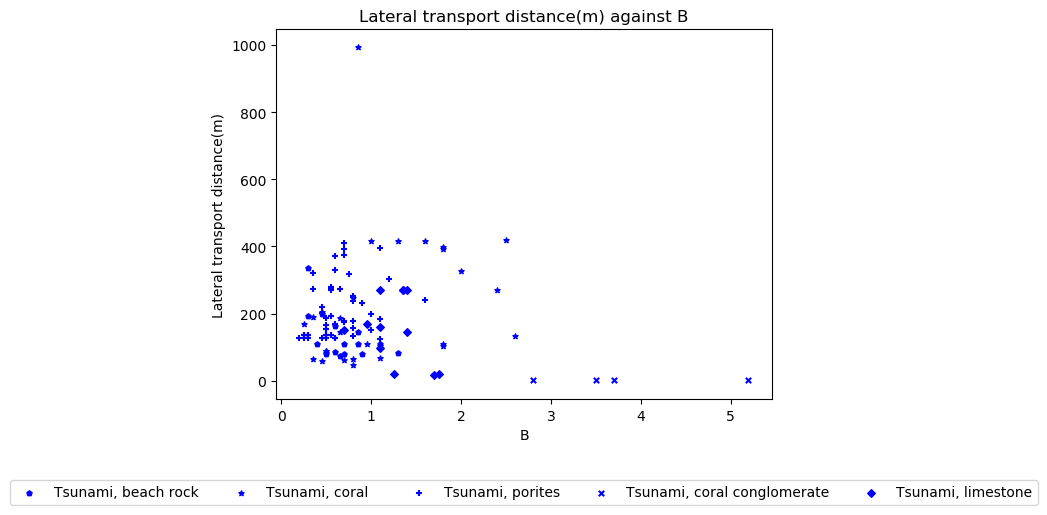 Lateral transport distance(m) against B
Lateral transport distance(m)
1000
800
600
400
200
0
0 1 2 3 4 5
B
Tsunami, beach rock Tsunami, coral Tsunami, porites Tsunami, coral conglomerate Tsunami, limestone